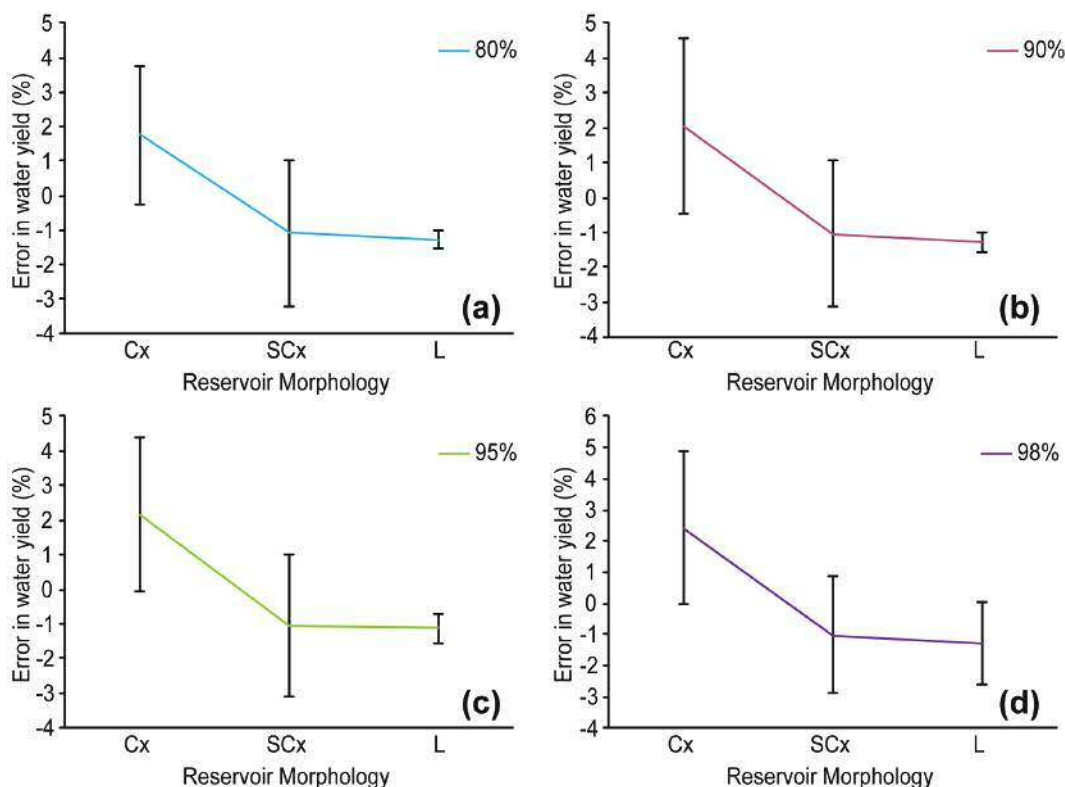 5
4
3
2
1
0
-1
-2
-3
-4
Error in water yield (%)
80%
(a)
Cx SCx L
Reservoir Morphology
5
4
3
2
1
0
-1
-2
-3
-4
Error in water yield (%)
90%
(b)
Cx SCx L
Reservoir Morphology
5
4
3
2
1
0
-1
-2
-3
-4
Error in water yield (%)
95%
(c)
Cx SCx L
Reservoir Morphology
6
5
4
3
2
1
0
-1
-2
-3
-4
Error in water yield (%)
98%
(d)
Cx SCx L
Reservoir Morphology